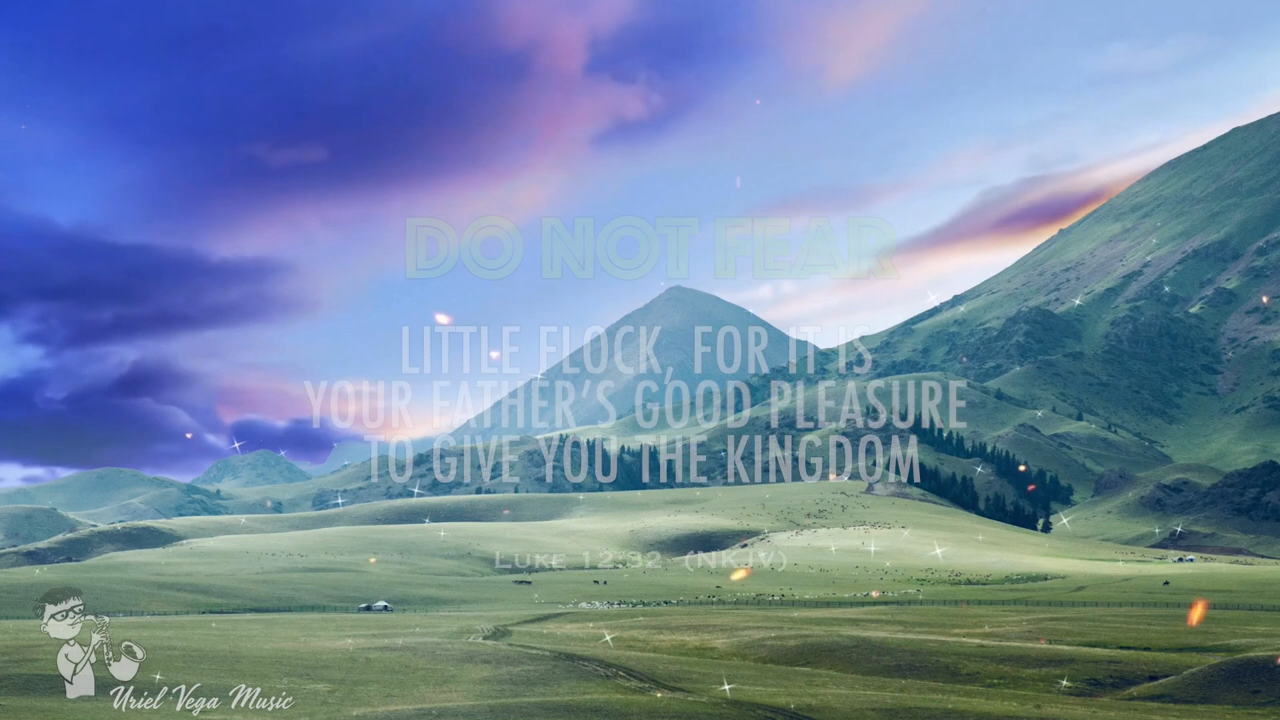 DO NOT FEAR
LITTLE FLOCK, FOR IT IS
YOUR FATHER'S GOOD PLEASURE
TO GIVE YOU THE KINGDOM
Luke 12:32 (NKJV)
Uriel Vega Music